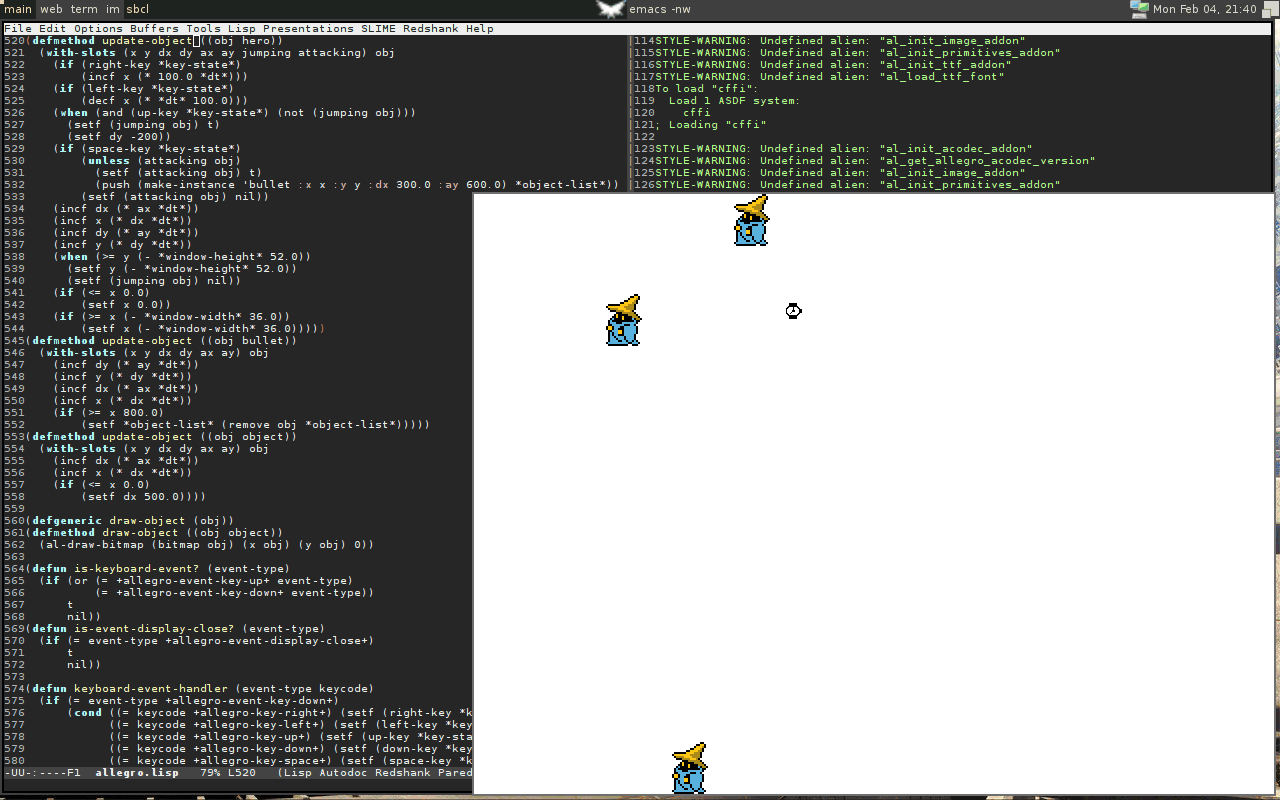 main web term im sbcl emacs -nw Mon Feb 04, 21:40
File Edit Options Buffers Tools Lisp Presentations SLIME Redshank Help
520(defmethod update-object ((obj hero))
521  (with-slots (x y dx dy ax ay jumping attacking) obj
522    (if (right-key *key-state*)
523        (incf x (* 100.0 *dt*)))
524    (if (left-key *key-state*)
525        (decf x (* *dt* 100.0)))
526    (when (and (up-key *key-state*) (not (jumping obj)))
527      (setf (jumping obj) t)
528      (setf dy -200))
529    (if (space-key *key-state*)
530        (unless (attacking obj)
531          (setf (attacking obj) t)
532          (push (make-instance 'bullet :x x :y y :dx 300.0 :ay 600.0) *object-list*))
533        (setf (attacking obj) nil))
534    (incf dx (* ax *dt*))
535    (incf x (* dx *dt*))
536    (incf dy (* ay *dt*))
537    (incf y (* dy *dt*))
538    (when (>= y (- *window-height* 52.0))
539      (setf y (- *window-height* 52.0))
540      (setf (jumping obj) nil))
541    (if (<= x 0.0)
542        (setf x 0.0))
543    (if (>= x (- *window-width* 36.0))
544        (setf x (- *window-width* 36.0)))))
545(defmethod update-object ((obj bullet))
546  (with-slots (x y dx dy ax ay) obj
547    (incf dy (* ay *dt*))
548    (incf y (* dy *dt*))
549    (incf dx (* ax *dt*))
550    (incf x (* dx *dt*))
551    (if (>= x 800.0)
552        (setf *object-list* (remove obj *object-list*)))))
553(defmethod update-object ((obj object))
554  (with-slots (x y dx dy ax ay) obj
555    (incf dx (* ax *dt*))
556    (incf x (* dx *dt*))
557    (if (<= x 0.0)
558        (setf dx 500.0))))
559
560(defgeneric draw-object (obj))
561(defmethod draw-object ((obj object))
562  (al-draw-bitmap (bitmap obj) (x obj) (y obj) 0))
563
564(defun is-keyboard-event? (event-type)
565  (if (or (= +allegro-event-key-up+ event-type)
566          (= +allegro-event-key-down+ event-type))
567      t
568      nil))
569(defun is-event-display-close? (event-type)
570  (if (= event-type +allegro-event-display-close+)
571      t
572      nil))
573
574(defun keyboard-event-handler (event-type keycode)
575  (if (= event-type +allegro-event-key-down+)
576      (cond ((= keycode +allegro-key-right+) (setf (right-key *k
577            ((= keycode +allegro-key-left+) (setf (left-key *key
578            ((= keycode +allegro-key-up+) (setf (up-key *key-sta
579            ((= keycode +allegro-key-down+) (setf (down-key *key
580            ((= keycode +allegro-key-space+) (setf (space-key *k
-UU-:----F1  allegro.lisp   79% L520   (Lisp Autodoc Redshank Pared
114STYLE-WARNING: Undefined alien: "al_init_image_addon"
115STYLE-WARNING: Undefined alien: "al_init_primitives_addon"
116STYLE-WARNING: Undefined alien: "al_init_ttf_addon"
117STYLE-WARNING: Undefined alien: "al_load_ttf_font"
118To load "cffi":
119  Load 1 ASDF system:
120    cffi
121; Loading "cffi"
122
123STYLE-WARNING: Undefined alien: "al_init_acodec_addon"
124STYLE-WARNING: Undefined alien: "al_get_allegro_acodec_version"
125STYLE-WARNING: Undefined alien: "al_init_image_addon"
126STYLE-WARNING: Undefined alien: "al_init_primitives_addon"